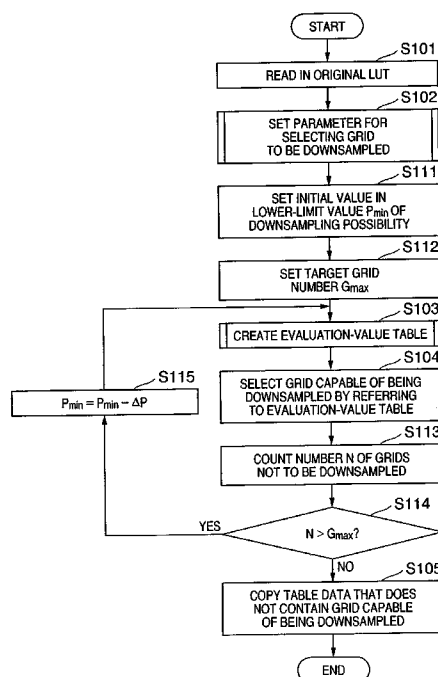 START
S101
READ IN ORIGINAL LUT
S102
SET PARAMETER FOR
SELECTING GRID
TO BE DOWNSAMPLED
S111
SET INITIAL VALUE IN
LOWER-LIMIT VALUE Pmin OF
DOWNSAMPLING POSSIBILITY
S112
SET TARGET GRID
NUMBER Gmax
S103
CREATE EVALUATION-VALUE TABLE
S104
SELECT GRID CAPABLE OF BEING
DOWNSAMPLED BY REFERRING
TO EVALUATION-VALUE TABLE
S115
Pmin = Pmin − ΔP
S113
COUNT NUMBER N OF GRIDS
NOT TO BE DOWNSAMPLED
S114
YES
N > Gmax?
NO
S105
COPY TABLE DATA THAT DOES
NOT CONTAIN GRID CAPABLE
OF BEING DOWNSAMPLED
END